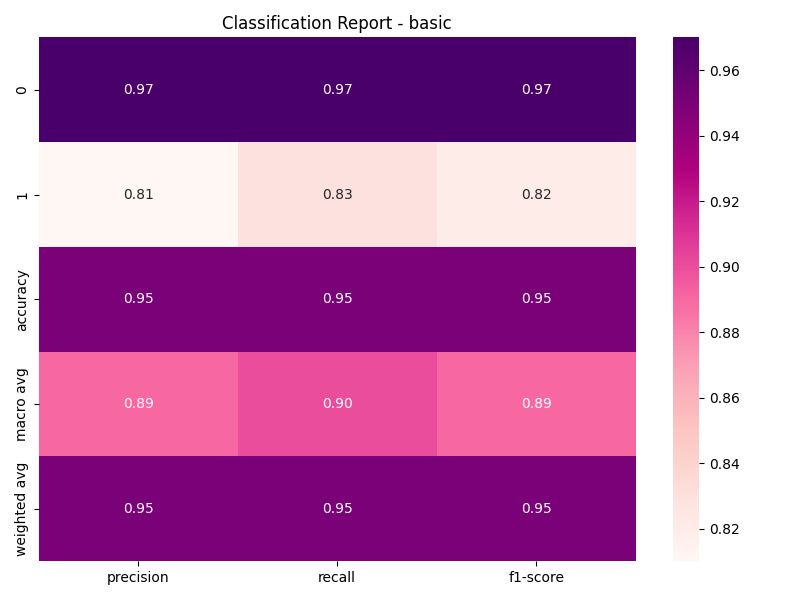 Classification Report - basic
0 0.97 0.97 0.97
1 0.81 0.83 0.82
accuracy 0.95 0.95 0.95
macro avg 0.89 0.90 0.89
weighted avg 0.95 0.95 0.95
precision recall f1-score
0.96
0.94
0.92
0.90
0.88
0.86
0.84
0.82